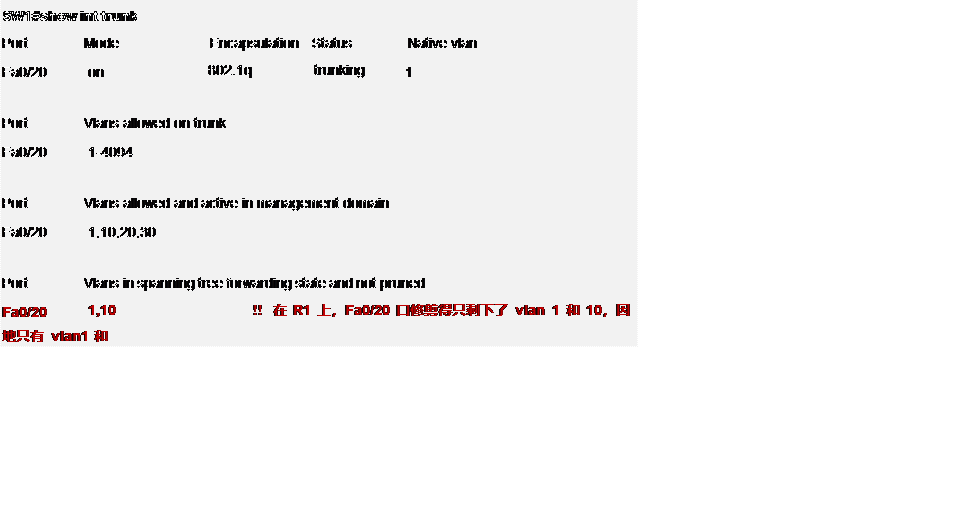 SW1#show int trunk
Port Mode Encapsulation Status Native vlan
Fa0/20 on 802.1q trunking 1
Port Vlans allowed on trunk
Fa0/20 1-4094
Port Vlans allowed and active in management domain
Fa0/20 1,10,20,30
Port Vlans in spanning tree forwarding state and not pruned
Fa0/20 1,10 !! 在 R1 上，Fa0/20 口 得只剩下了 vlan 1 和 10，因
只有 vlan1 和